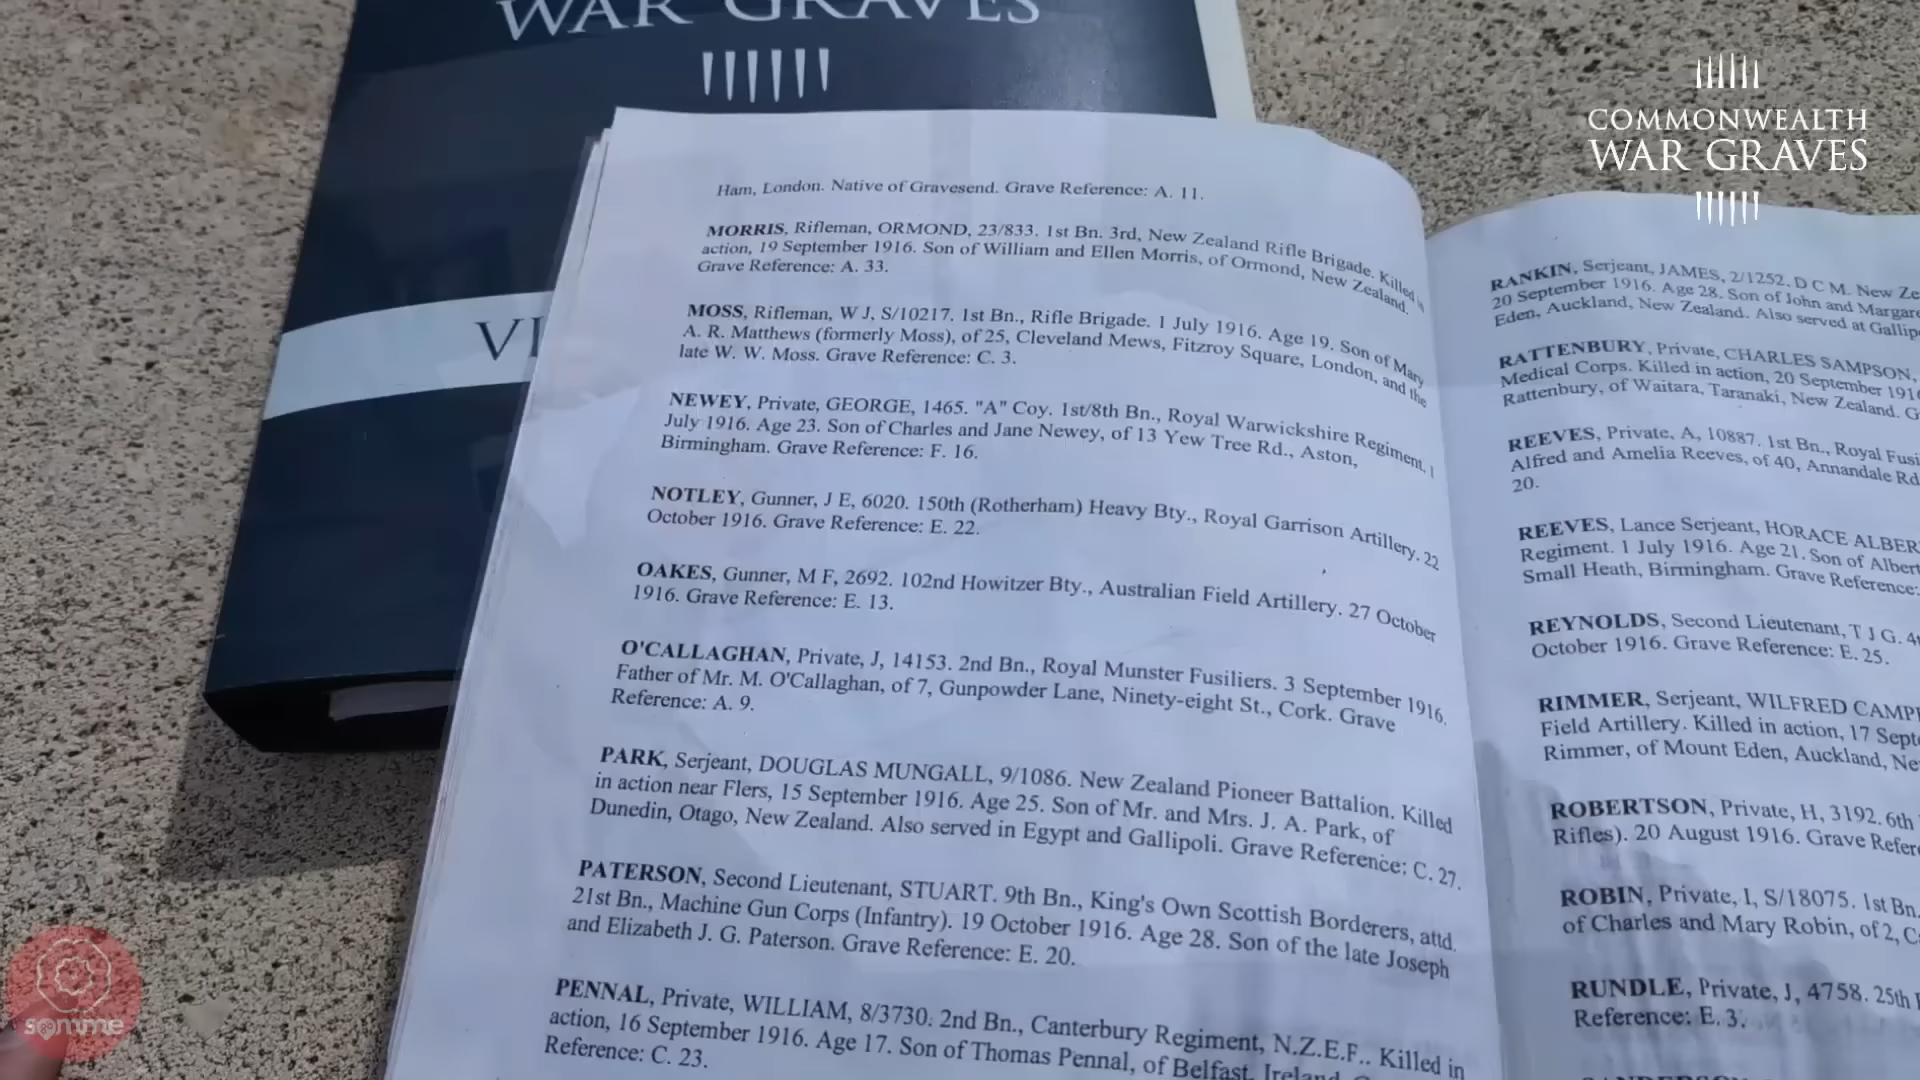 WAR GRAVES
VI
COMMONWEALTH
WAR GRAVES
Ham, London. Native of Gravesend. Grave Reference: A. 11.
MORRIS, Rifleman, ORMOND, 23/833. 1st Bn. 3rd, New Zealand Rifle Brigade. Killed in
action, 19 September 1916. Son of William and Ellen Morris, of Ormond, New Zealand.
Grave Reference: A. 33.
MOSS, Rifleman, W J, S/10217. 1st Bn., Rifle Brigade. 1 July 1916. Age 19. Son of Mary
A. R. Matthews (formerly Moss), of 25, Cleveland Mews, Fitzroy Square, London, and the
late W. W. Moss. Grave Reference: C. 3.
NEWEY, Private, GEORGE, 1465. "A" Coy. 1st/8th Bn., Royal Warwickshire Regiment. 1
July 1916. Age 23. Son of Charles and Jane Newey, of 13 Yew Tree Rd., Aston,
Birmingham. Grave Reference: F. 16.
NOTLEY, Gunner, J E, 6020. 150th (Rotherham) Heavy Bty., Royal Garrison Artillery. 22
October 1916. Grave Reference: E. 22.
OAKES, Gunner, M F, 2692. 102nd Howitzer Bty., Australian Field Artillery. 27 October
1916. Grave Reference: E. 13.
O'CALLAGHAN, Private, J, 14153. 2nd Bn., Royal Munster Fusiliers. 3 September 1916.
Father of Mr. M. O'Callaghan, of 7, Gunpowder Lane, Ninety-eight St., Cork. Grave
Reference: A. 9.
PARK, Serjeant, DOUGLAS MUNGALL, 9/1086. New Zealand Pioneer Battalion. Killed
in action near Flers, 15 September 1916. Age 25. Son of Mr. and Mrs. J. A. Park, of
Dunedin, Otago, New Zealand. Also served in Egypt and Gallipoli. Grave Reference: C. 27.
PATERSON, Second Lieutenant, STUART. 9th Bn., King's Own Scottish Borderers, attd.
21st Bn., Machine Gun Corps (Infantry). 19 October 1916. Age 28. Son of the late Joseph
and Elizabeth J. G. Paterson. Grave Reference: E. 20.
PENNAL, Private, WILLIAM, 8/3730. 2nd Bn., Canterbury Regiment, N.Z.E.F.. Killed in
action, 16 September 1916. Age 17. Son of Thomas Pennal, of Belfast, Ireland.
Reference: C. 23.
RANKIN, Serjeant, JAMES, 2/1252. D C M. New Ze
20 September 1916. Age 28. Son of John and Margare
Eden, Auckland, New Zealand. Also served at Gallipo
RATTENBURY, Private, CHARLES SAMPSON,
Medical Corps. Killed in action, 20 September 191
Rattenbury, of Waitara, Taranaki, New Zealand. G
REEVES, Private, A, 10887. 1st Bn., Royal Fusi
Alfred and Amelia Reeves, of 40, Annandale Rd
20.
REEVES, Lance Serjeant, HORACE ALBER
Regiment. 1 July 1916. Age 21. Son of Albert
Small Heath, Birmingham. Grave Reference:
REYNOLDS, Second Lieutenant, T J G. 4t
October 1916. Grave Reference: E. 25.
RIMMER, Serjeant, WILFRED CAMP
Field Artillery. Killed in action, 17 Sept
Rimmer, of Mount Eden, Auckland, Ne
ROBERTSON, Private, H, 3192. 6th
Rifles). 20 August 1916. Grave Refer
ROBIN, Private, I, S/18075. 1st Bn.
of Charles and Mary Robin, of 2, C
RUNDLE, Private, J, 4758. 25th
Reference: E. 3.
somme